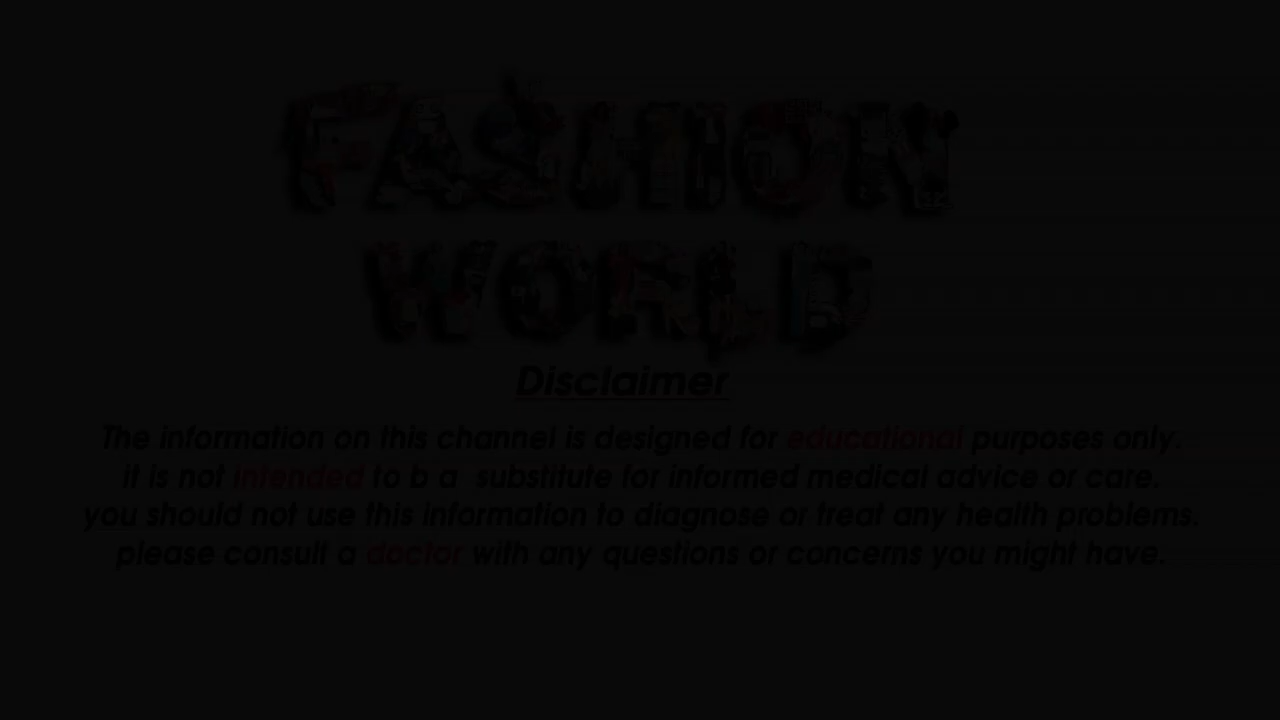 FASHION
WORLD
Disclaimer
The information on this channel is designed for educational purposes only.
it is not intended to b a substitute for informed medical advice or care.
you should not use this information to diagnose or treat any health problems.
please consult a doctor with any questions or concerns you might have.